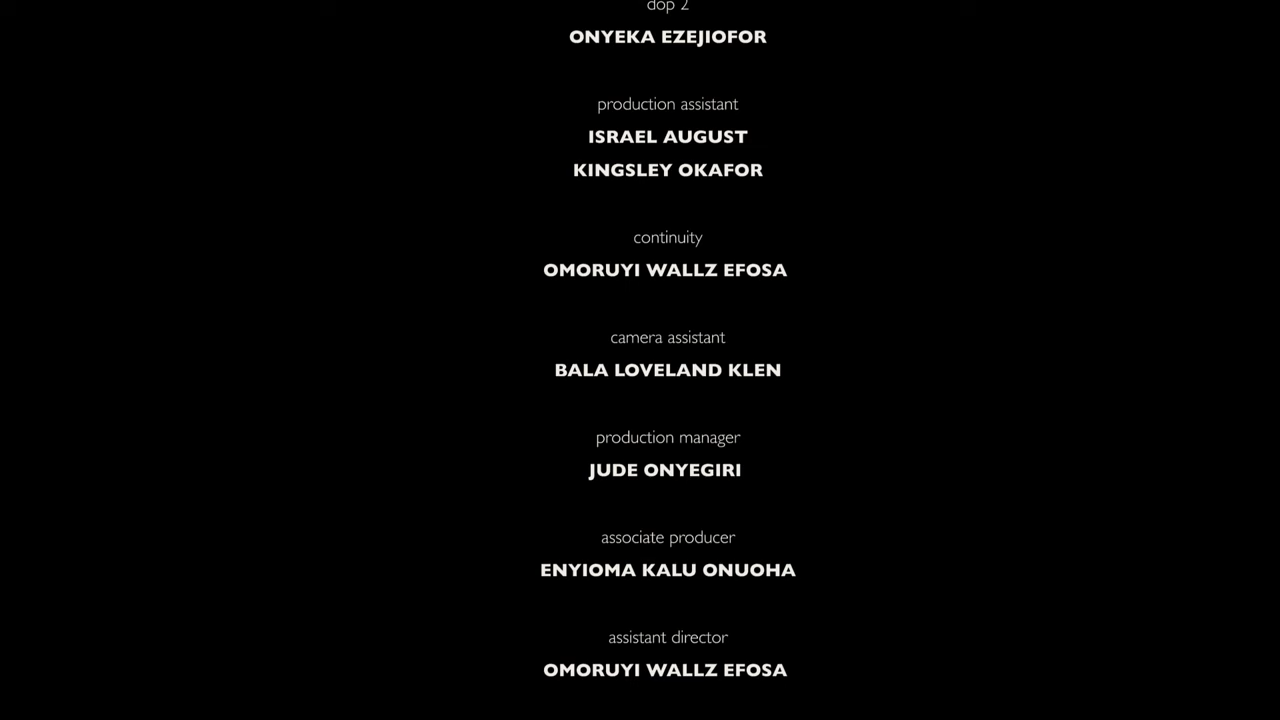 dop 2
ONYEKA EZEJIOFOR
production assistant
ISRAEL AUGUST
KINGSLEY OKAFOR
continuity
OMORUYI WALLZ EFOSA
camera assistant
BALA LOVELAND KLEN
production manager
JUDE ONYEGIRI
associate producer
ENYIOMA KALU ONUOHA
assistant director
OMORUYI WALLZ EFOSA